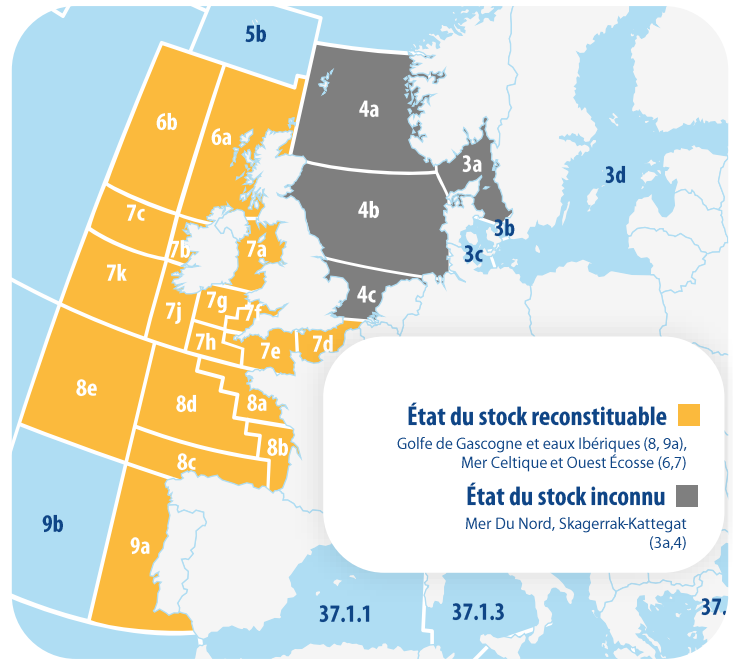 5b
4a
6b
6a
3a
3d
4b
7c
3b
7b
7a
3c
7k
4c
7g
7j
7f
7h
7e
7d
8e
8d
8a
8b
8c
9b
9a
État du stock reconstituable
Golfe de Gascogne et eaux Ibériques (8, 9a),
Mer Celtique et Ouest Écosse (6,7)
État du stock inconnu
Mer Du Nord, Skagerrak-Kattegat
(3a,4)
37.1.1
37.1.3
37.